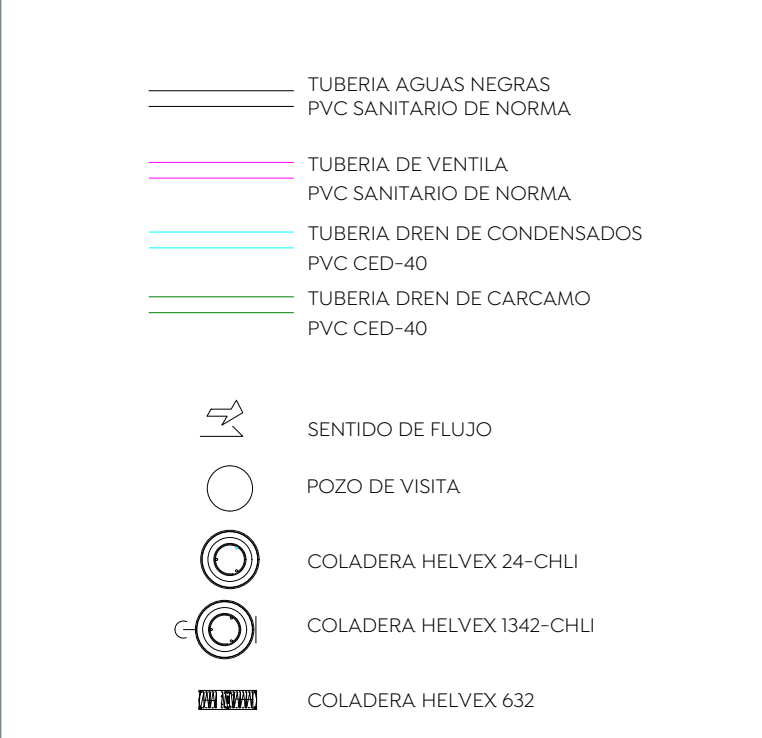 TUBERIA AGUAS NEGRAS
PVC SANITARIO DE NORMA
TUBERIA DE VENTILA
PVC SANITARIO DE NORMA
TUBERIA DREN DE CONDENSADOS
PVC CED-40
TUBERIA DREN DE CARCAMO
PVC CED-40
SENTIDO DE FLUJO
POZO DE VISITA
COLADERA HELVEX 24-CHLI
COLADERA HELVEX 1342-CHLI
COLADERA HELVEX 632